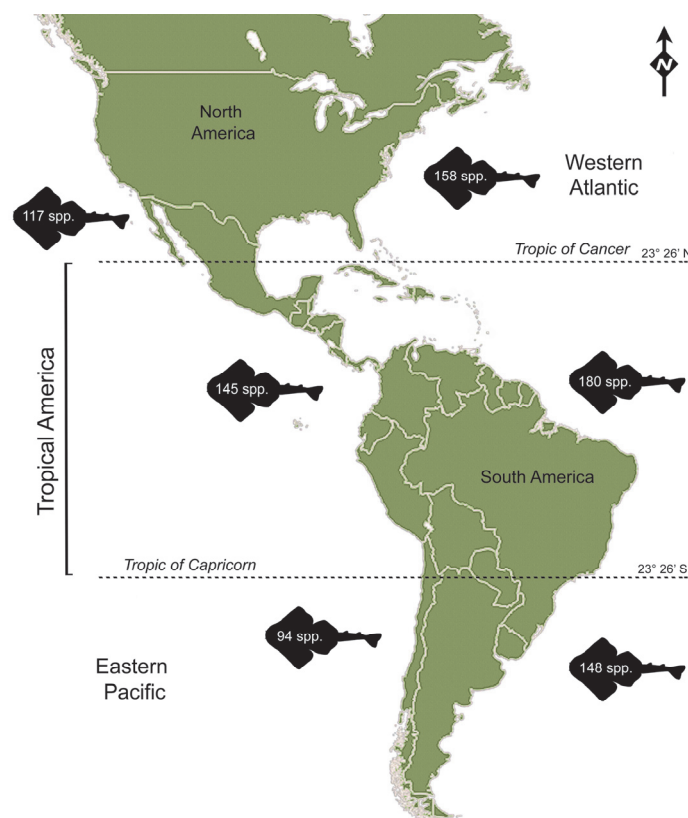 N
North
America
158 spp.
Western
Atlantic
117 spp.
Tropic of Cancer
23° 26' N
Tropical America
145 spp.
180 spp.
South America
Tropic of Capricorn
23° 26' S
94 spp.
148 spp.
Eastern
Pacific